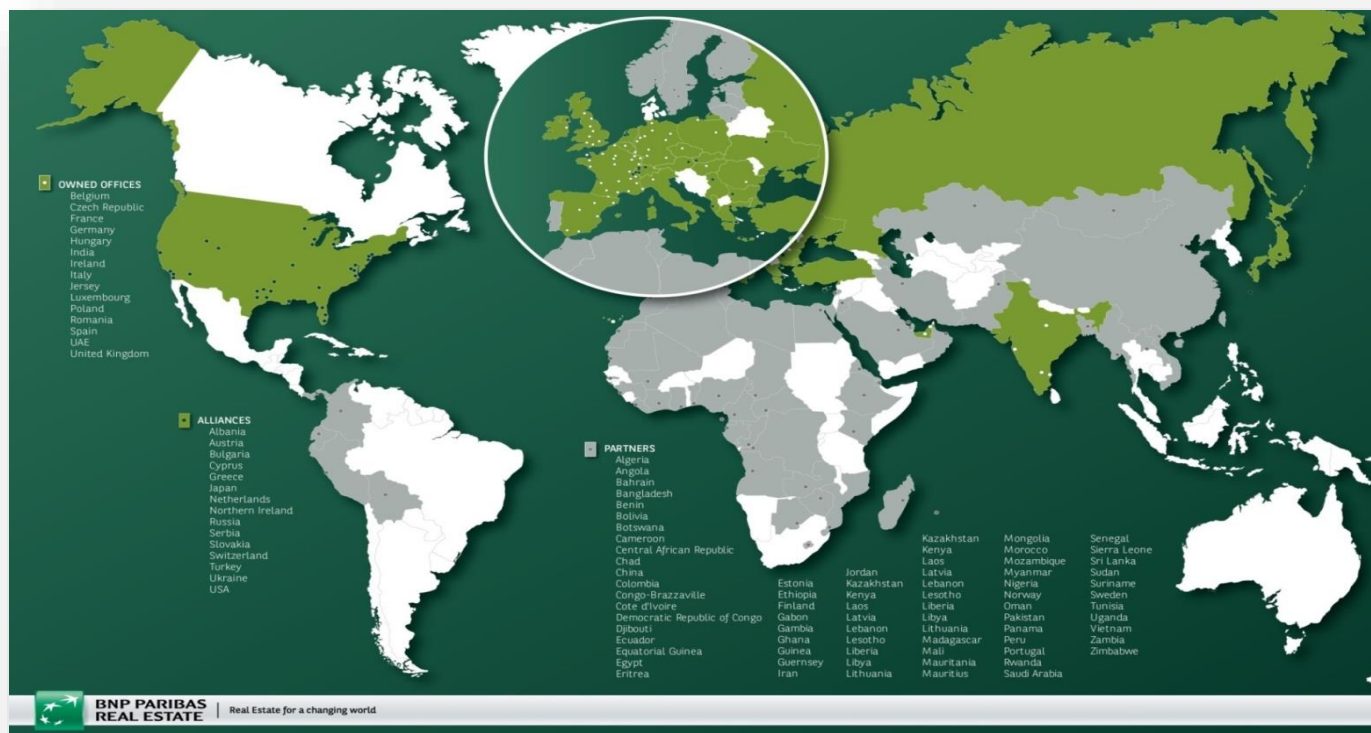 OWNED OFFICES
Belgium
Czech Republic
France
Germany
Hungary
India
Ireland
Italy
Jersey
Luxembourg
Poland
Romania
Spain
UAE
United Kingdom
ALLIANCES
Albania
Austria
Bulgaria
Cyprus
Greece
Japan
Netherlands
Northern Ireland
Russia
Serbia
Slovakia
Switzerland
Turkey
Ukraine
USA
PARTNERS
Algeria
Angola
Bahrain
Bangladesh
Benin
Bolivia
Botswana
Cameroon
Central African Republic
Chad
China
Colombia
Congo-Brazzaville
Cote d'Ivoire
Democratic Republic of Congo
Djibouti
Ecuador
Equatorial Guinea
Egypt
Eritrea
Estonia
Ethiopia
Finland
Gabon
Gambia
Ghana
Guinea
Guernsey
Iran
Jordan
Kazakhstan
Kenya
Laos
Latvia
Lebanon
Lesotho
Liberia
Libya
Lithuania
Kazakhstan
Kenya
Laos
Latvia
Lebanon
Lesotho
Liberia
Libya
Lithuania
Madagascar
Mali
Mauritania
Mauritius
Mongolia
Morocco
Mozambique
Myanmar
Nigeria
Norway
Oman
Pakistan
Panama
Peru
Portugal
Rwanda
Saudi Arabia
Senegal
Sierra Leone
Sri Lanka
Sudan
Suriname
Sweden
Tunisia
Uganda
Vietnam
Zambia
Zimbabwe
BNP PARIBAS
REAL ESTATE
Real Estate for a changing world